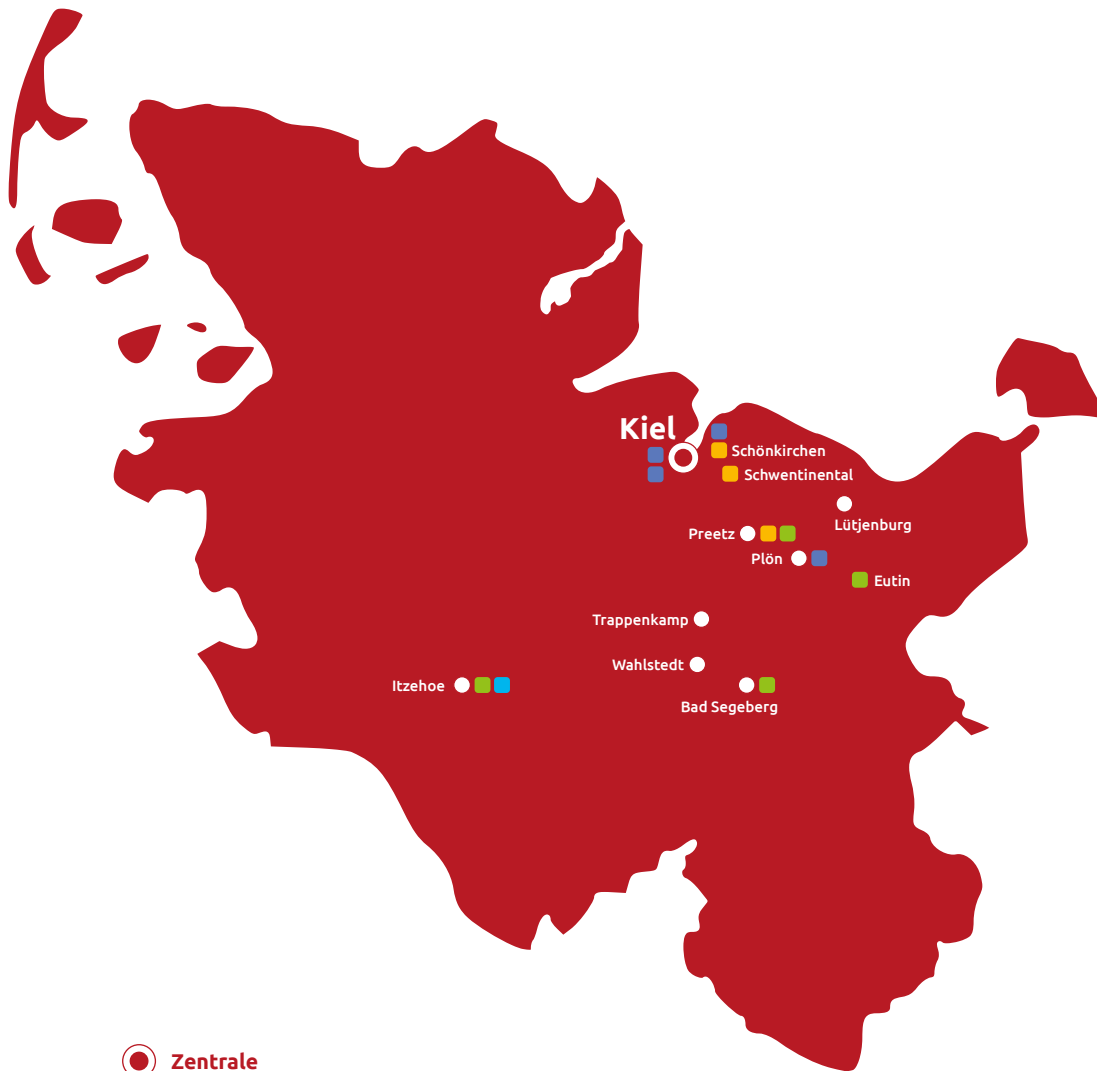 Kiel
Schönkirchen
Schwentinental
Lütjenburg
Preetz
Plön
Eutin
Trappenkamp
Wahlstedt
Itzehoe
Bad Segeberg
Zentrale